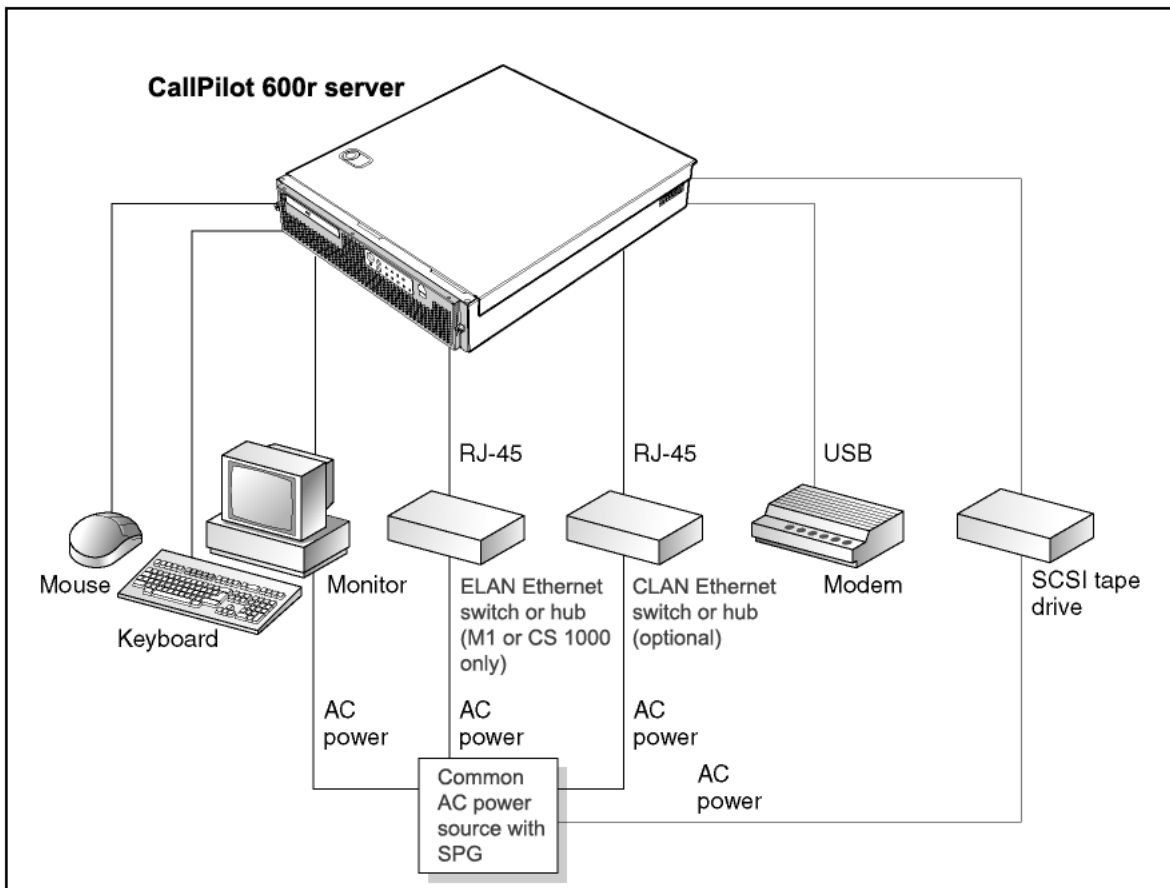 CallPilot 600r server
RJ-45
RJ-45
USB
Mouse
Keyboard
Monitor
ELAN Ethernet
switch or hub
(M1 or CS 1000
only)
CLAN Ethernet
switch or hub
(optional)
Modem
SCSI tape
drive
AC
power
AC
power
AC
power
AC
power
Common
AC power
source with
SPG